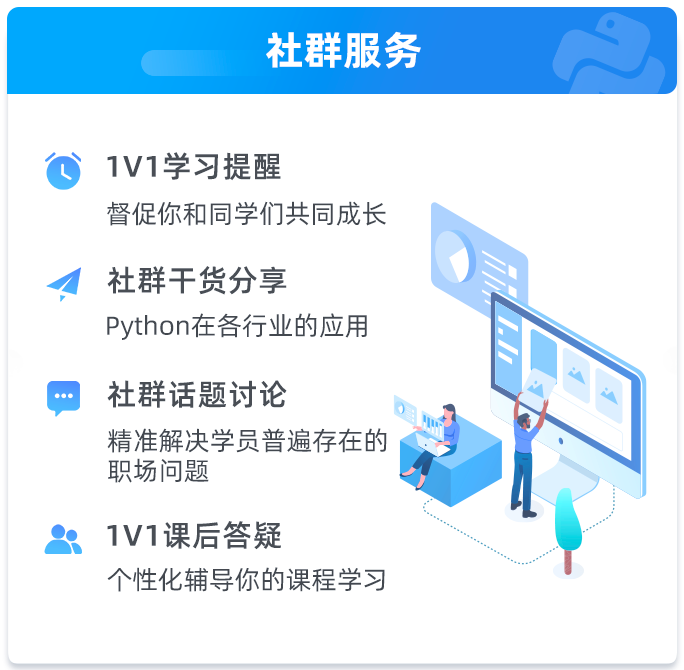 社群服务
1V1学习提醒
督促你和同学们共同成长
社群干货分享
Python在各行业的应用
社群话题讨论
精准解决学员普遍存在的
职场问题
1V1课后答疑
个性化辅导你的课程学习